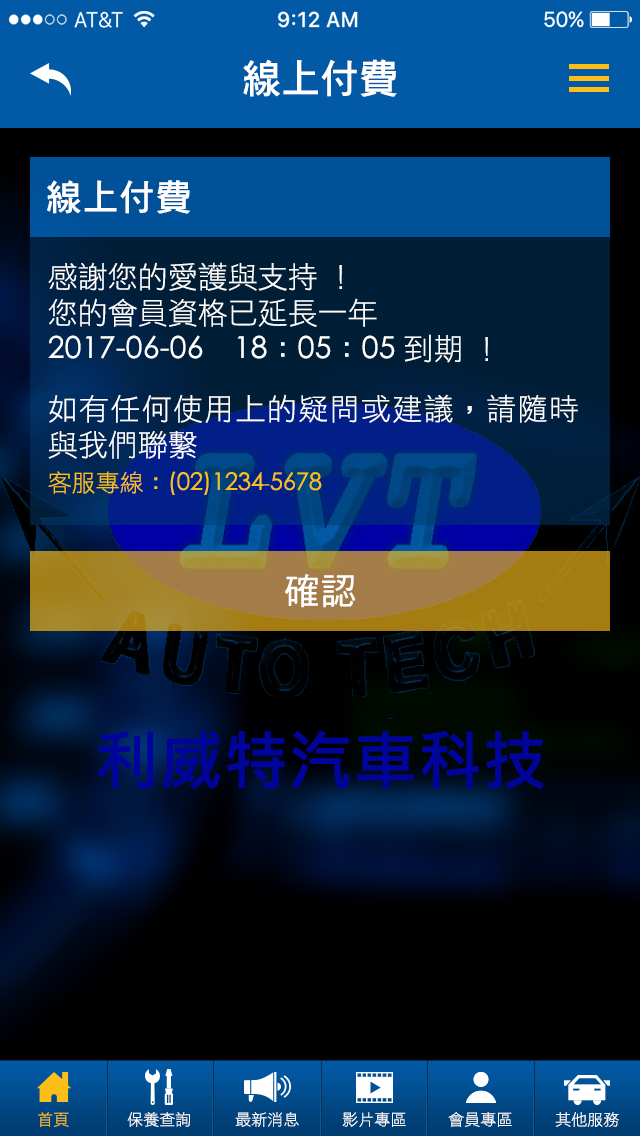 AT&T 9:12 AM 50%
線上付費
線上付費
感謝您的愛護與支持 ！
您的會員資格已延長一年
2017-06-06 18：05：05 到期 ！
如有任何使用上的疑問或建議，請隨時
與我們聯繫
客服專線：(02)1234-5678
LVT
確認
AUTO TECH
利威特汽車科技
首頁 保養查詢 最新消息 影片專區 會員專區 其他服務